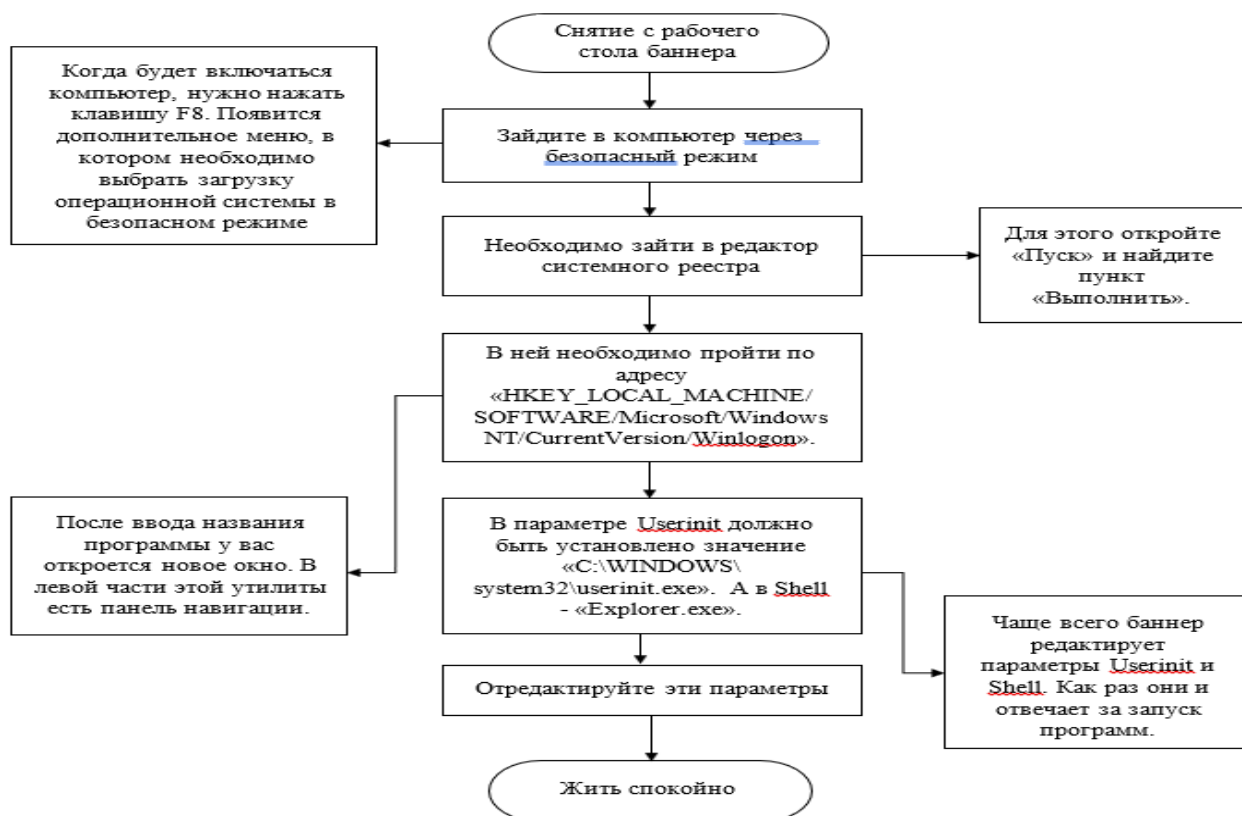 Снятие с рабочего
стола баннера
Когда будет включаться
компьютер, нужно нажать
клавишу F8. Появится
дополнительное меню, в
котором необходимо
выбрать загрузку
операционной системы в
безопасном режиме
Зайдите в компьютер через
безопасный режим
Необходимо зайти в редактор
системного реестра
Для этого откройте
«Пуск» и найдите
пункт
«Выполнить».
В ней необходимо пройти по
адресу
«HKEY_LOCAL_MACHINE/
SOFTWARE/Microsoft/Windows
NT/CurrentVersion/Winlogon».
После ввода названия
программы у вас
откроется новое окно. В
левой части этой утилиты
есть панель навигации.
В параметре Userinit должно
быть установлено значение
«C:\WINDOWS\
system32\userinit.exe». А в Shell
- «Explorer.exe».
Чаще всего баннер
редактирует
параметры Userinit и
Shell. Как раз они и
отвечает за запуск
программ.
Отредактируйте эти параметры
Жить спокойно